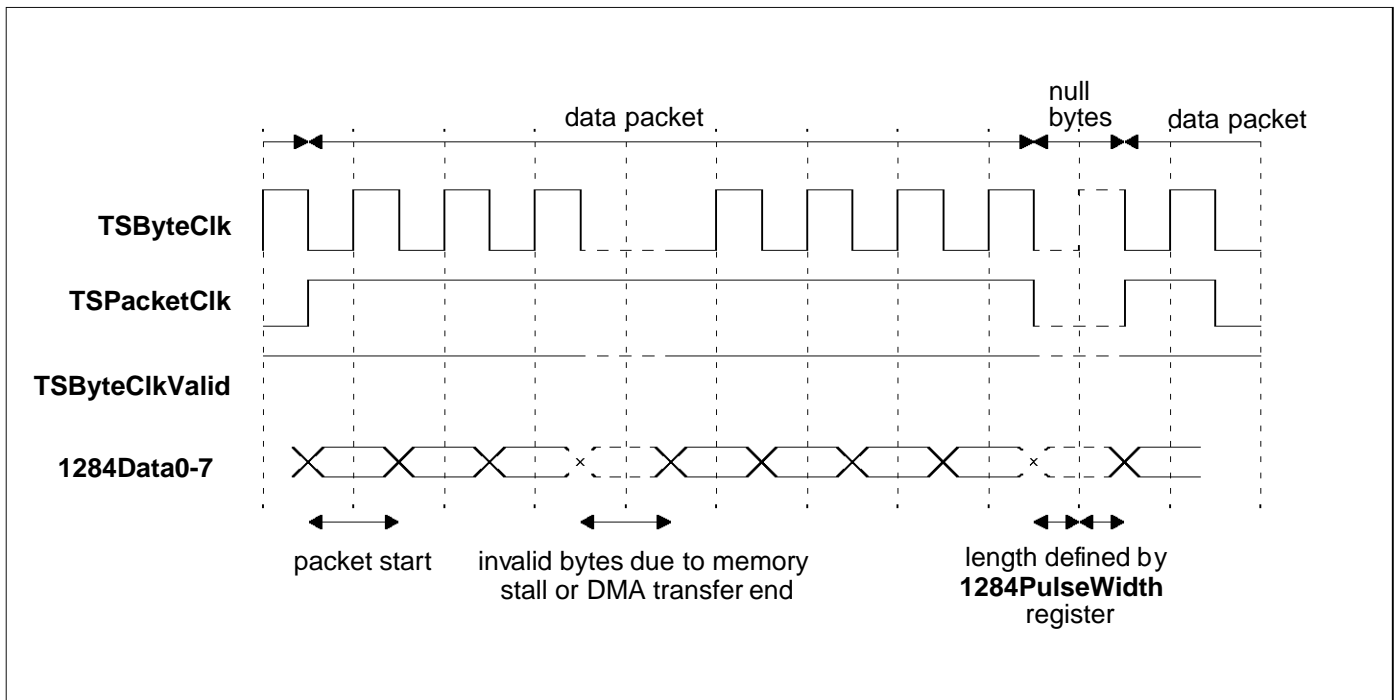 null
bytes
data packet
data packet
TSByteClk
TSPacketClk
TSByteClkValid
1284Data0-7
packet start
invalid bytes due to memory
stall or DMA transfer end
length defined by
1284PulseWidth
register